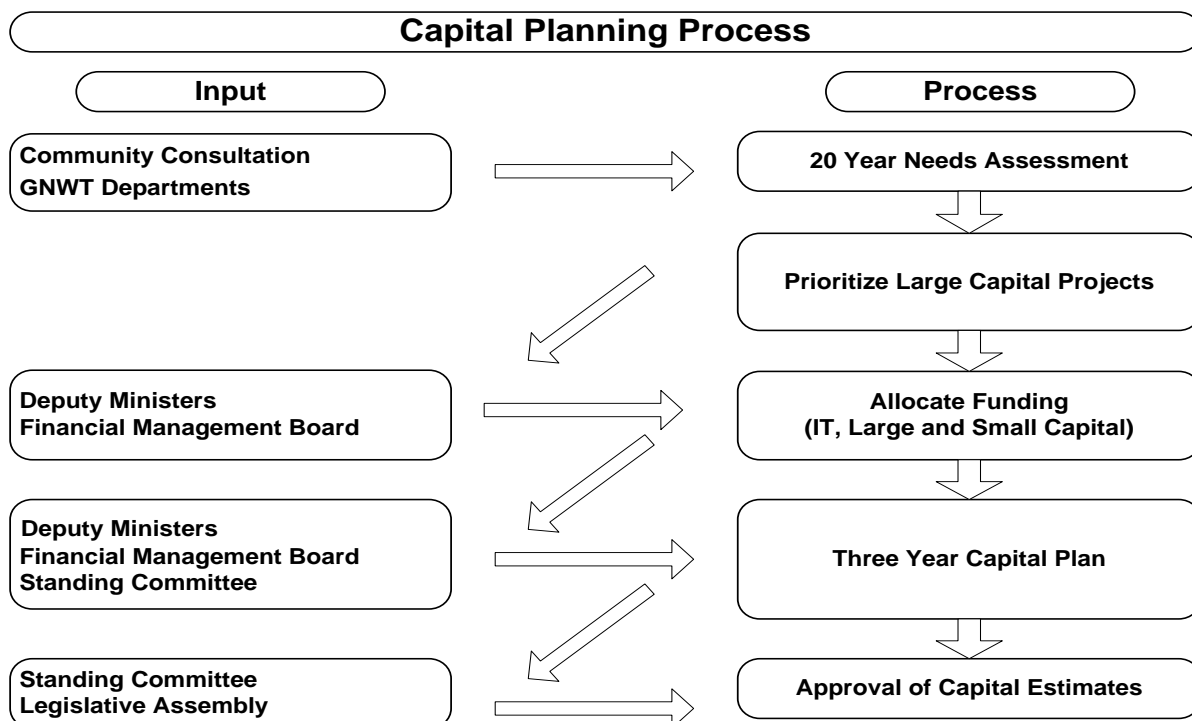 Capital Planning Process
Input
Process
Community Consultation
GNWT Departments
20 Year Needs Assessment
Prioritize Large Capital Projects
Deputy Ministers
Financial Management Board
Allocate Funding
(IT, Large and Small Capital)
Deputy Ministers
Financial Management Board
Standing Committee
Three Year Capital Plan
Standing Committee
Legislative Assembly
Approval of Capital Estimates